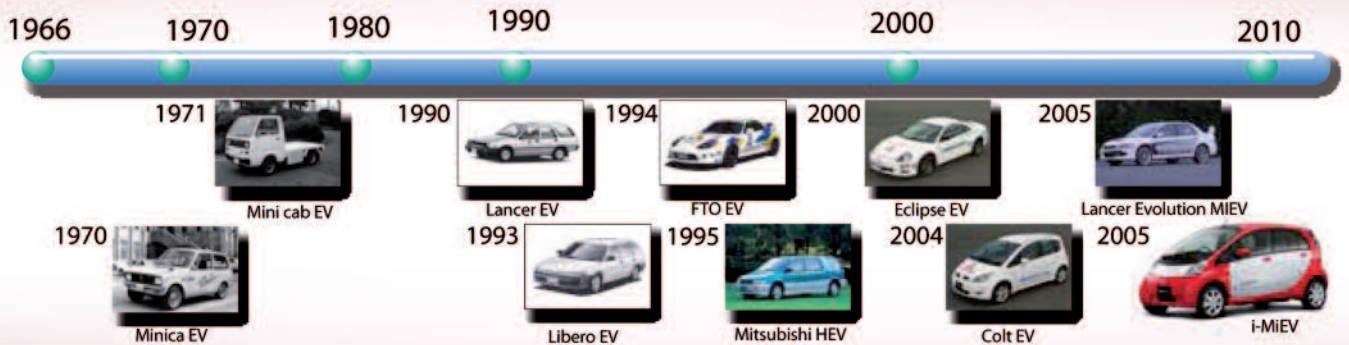 1966 1970 1980 1990 2000 2010
1971 1990 1994 2000 2005
Mini cab EV Lancer EV FTO EV Eclipse EV Lancer Evolution MIEV
1970 1993 1995 2004 2005
Minica EV Libero EV Mitsubishi HEV Colt EV i-MiEV